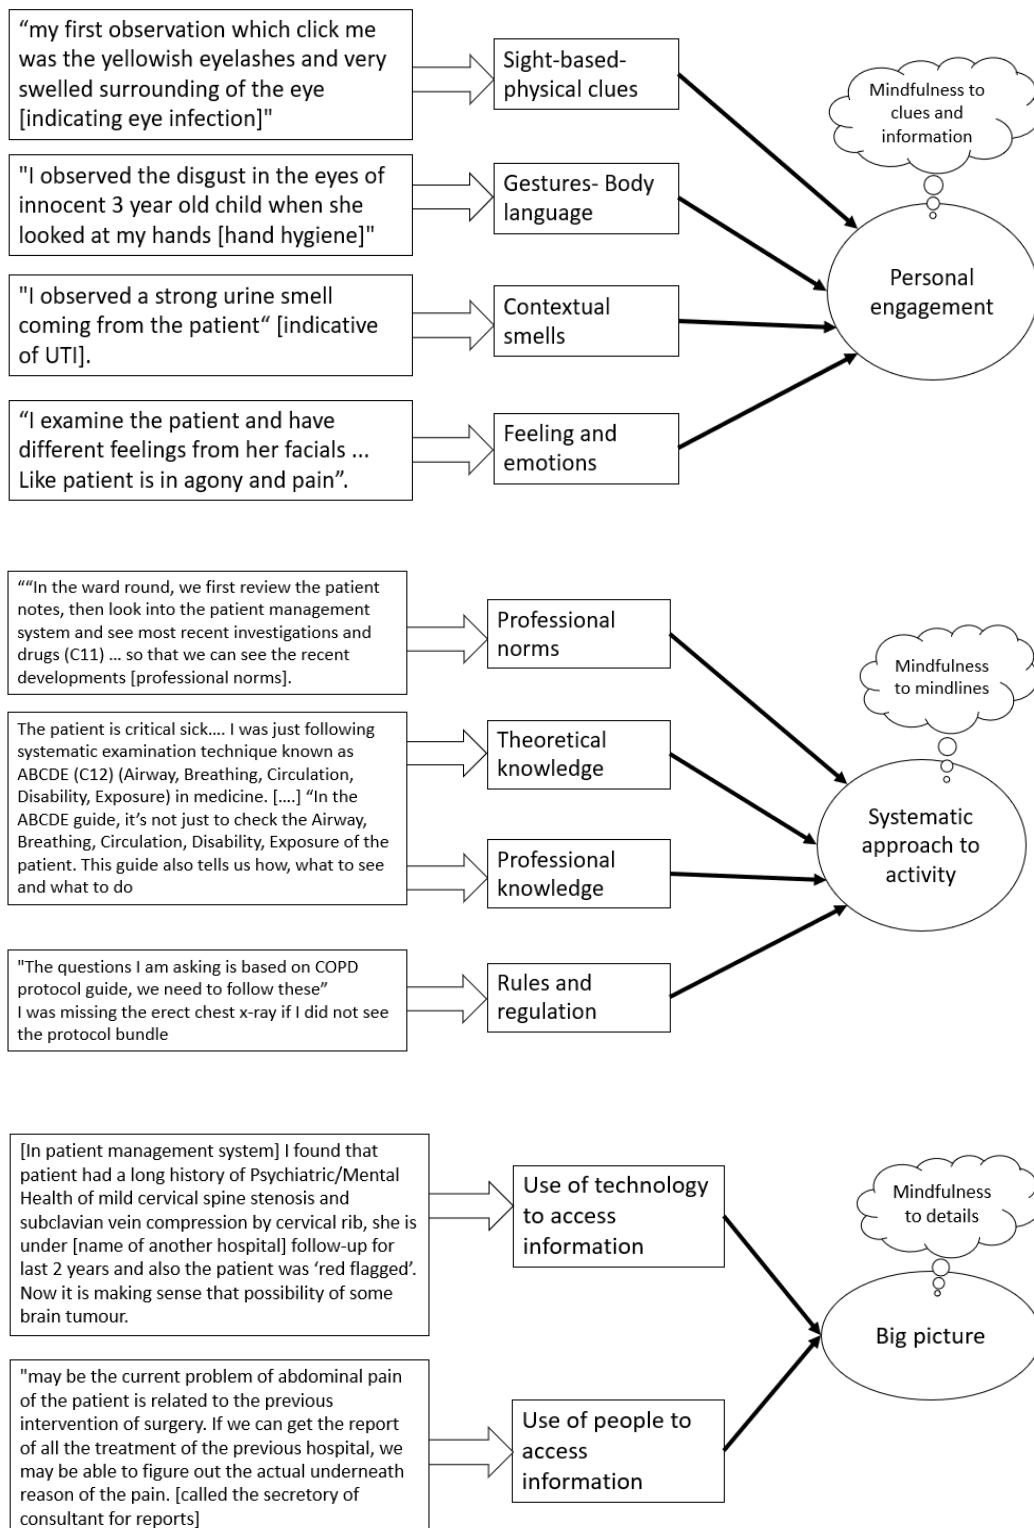 “my first observation which click me
was the yellowish eyelashes and very
swelled surrounding of the eye
[indicating eye infection]"
Sight-based-
physical clues
Mindfulness to
clues and
information
"I observed the disgust in the eyes of
innocent 3 year old child when she
looked at my hands [hand hygiene]"
Gestures- Body
language
Personal
engagement
"I observed a strong urine smell
coming from the patient“ [indicative
of UTI].
Contextual
smells
“I examine the patient and have
different feelings from her facials ...
Like patient is in agony and pain”.
Feeling and
emotions
““In the ward round, we first review the patient
notes, then look into the patient management
system and see most recent investigations and
drugs (C11) ... so that we can see the recent
developments [professional norms].
Professional
norms
Mindfulness
to mindlines
The patient is critical sick.... I was just following
systematic examination technique known as
ABCDE (C12) (Airway, Breathing, Circulation,
Disability, Exposure) in medicine. [....] “In the
ABCDE guide, it’s not just to check the Airway,
Breathing, Circulation, Disability, Exposure of the
patient. This guide also tells us how, what to see
and what to do
Theoretical
knowledge
Professional
knowledge
Systematic
approach to
activity
"The questions I am asking is based on COPD
protocol guide, we need to follow these”
I was missing the erect chest x-ray if I did not see
the protocol bundle
Rules and
regulation
[In patient management system] I found that
patient had a long history of Psychiatric/Mental
Health of mild cervical spine stenosis and
subclavian vein compression by cervical rib, she is
under [name of another hospital] follow-up for
last 2 years and also the patient was ‘red flagged’.
Now it is making sense that possibility of some
brain tumour.
Use of technology
to access
information
Mindfulness
to details
Big picture
"may be the current problem of abdominal pain
of the patient is related to the previous
intervention of surgery. If we can get the report
of all the treatment of the previous hospital, we
may be able to figure out the actual underneath
reason of the pain. [called the secretory of
consultant for reports]
Use of people to
access
information